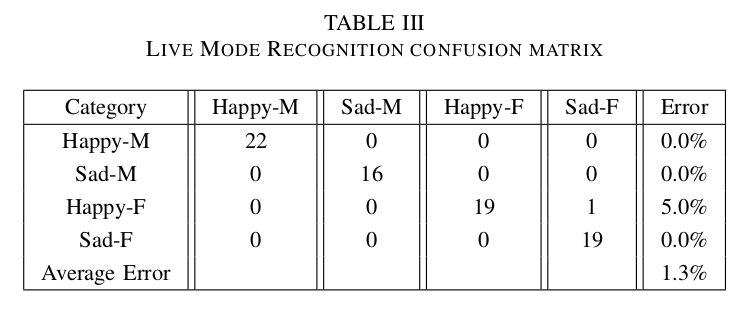 TABLE III
LIVE MODE RECOGNITION CONFUSION MATRIX
Category Happy-M Sad-M Happy-F Sad-F Error
Happy-M 22 0 0 0 0.0%
Sad-M 0 16 0 0 0.0%
Happy-F 0 0 19 1 5.0%
Sad-F 0 0 0 19 0.0%
Average Error 1.3%